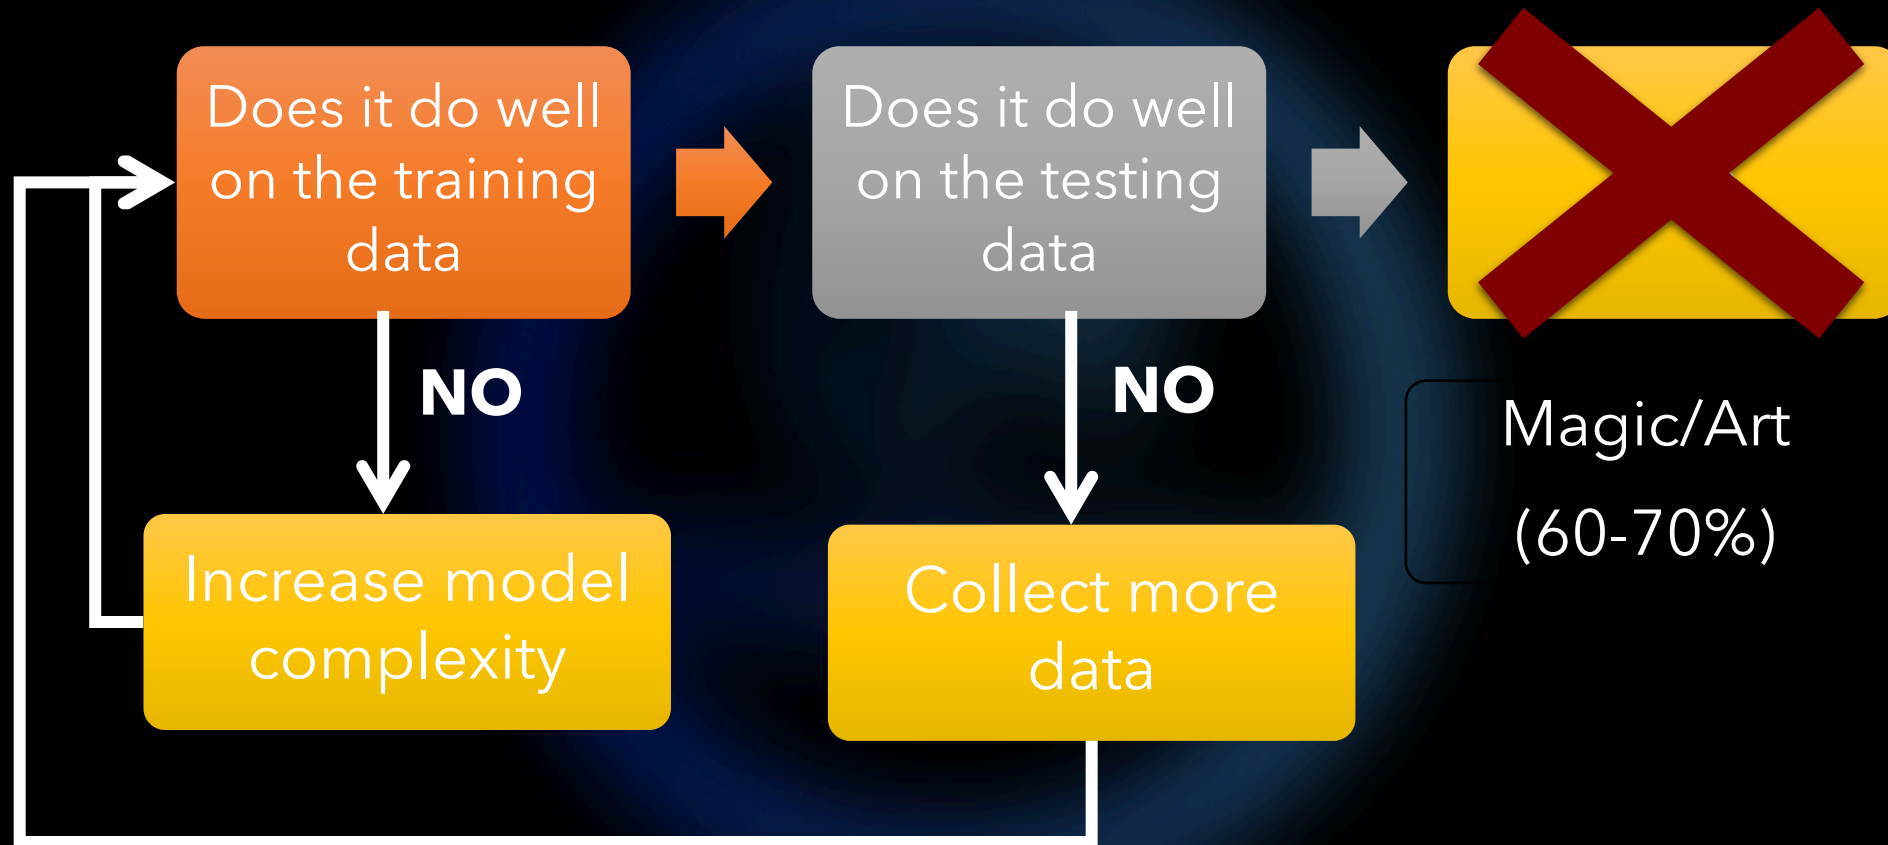 Does it do well
on the training
data
Does it do well
on the testing
data
NO
NO
Magic/Art
(60-70%)
Increase model
complexity
Collect more
data